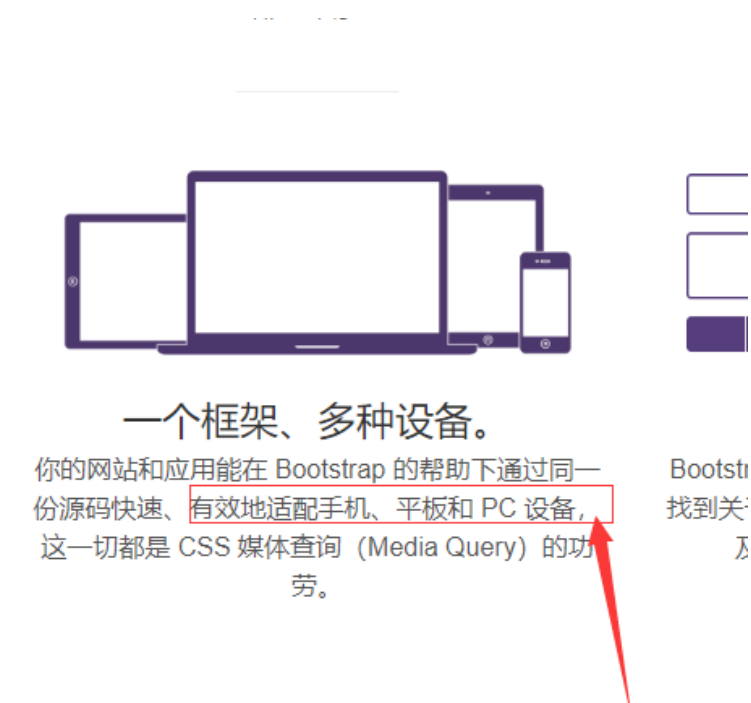 一个框架、多种设备。
你的网站和应用能在 Bootstrap 的帮助下通过同一
份源码快速、有效地适配手机、平板和 PC 设备，
这一切都是 CSS 媒体查询（Media Query）的功
劳。
找到关